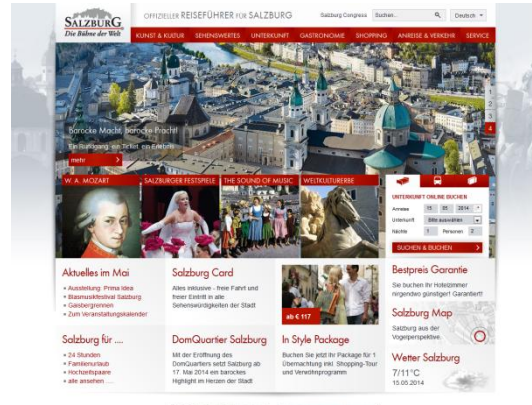 SALZBURG
Die Bühne der Welt
OFFIZIELLER REISEFÜHRER FÜR SALZBURG
Salzburg Congress
Suchen...
Deutsch
KUNST & KULTUR SEHENSWERTES UNTERKUNFT GASTRONOMIE SHOPPING ANREISE & VERKEHR SERVICE
1
2
3
4
Barocke Macht, barocke Pracht!
Ein Rundgang, ein Ticket, ein Erlebnis
mehr
W. A. MOZART
SALZBURGER FESTSPIELE
THE SOUND OF MUSIC
WELTKULTURERBE
UNTERKUNFT ONLINE BUCHEN
Anreise 15 05 2014
Unterkunft Bitte auswählen
Nächte 1 Personen 2
SUCHEN & BUCHEN
Aktuelles im Mai
Ausstellung: Prima Idea
Blasmusikfestival Salzburg
Gaisbergrennen
Zum Veranstaltungskalender
Salzburg Card
Alles inklusive - freie Fahrt und
freier Eintritt in alle
Sehenswürdigkeiten der Stadt
ab € 117
Bestpreis Garantie
Sie buchen Ihr Hotelzimmer
nirgendwo günstiger! Garantiert!
Salzburg Map
Salzburg aus der
Vogelperspektive.
Salzburg für ....
24 Stunden
Familienurlaub
Hochzeitspaare
alle ansehen ....
DomQuartier Salzburg
Mit der Eröffnung des
DomQuartiers setzt Salzburg ab
17. Mai 2014 ein barockes
Highlight im Herzen der Stadt
In Style Package
Buchen Sie jetzt Ihr Package für 1
Übernachtung inkl. Shopping-Tour
und Verwöhnprogramm
Wetter Salzburg
7/11°C
15.05.2014